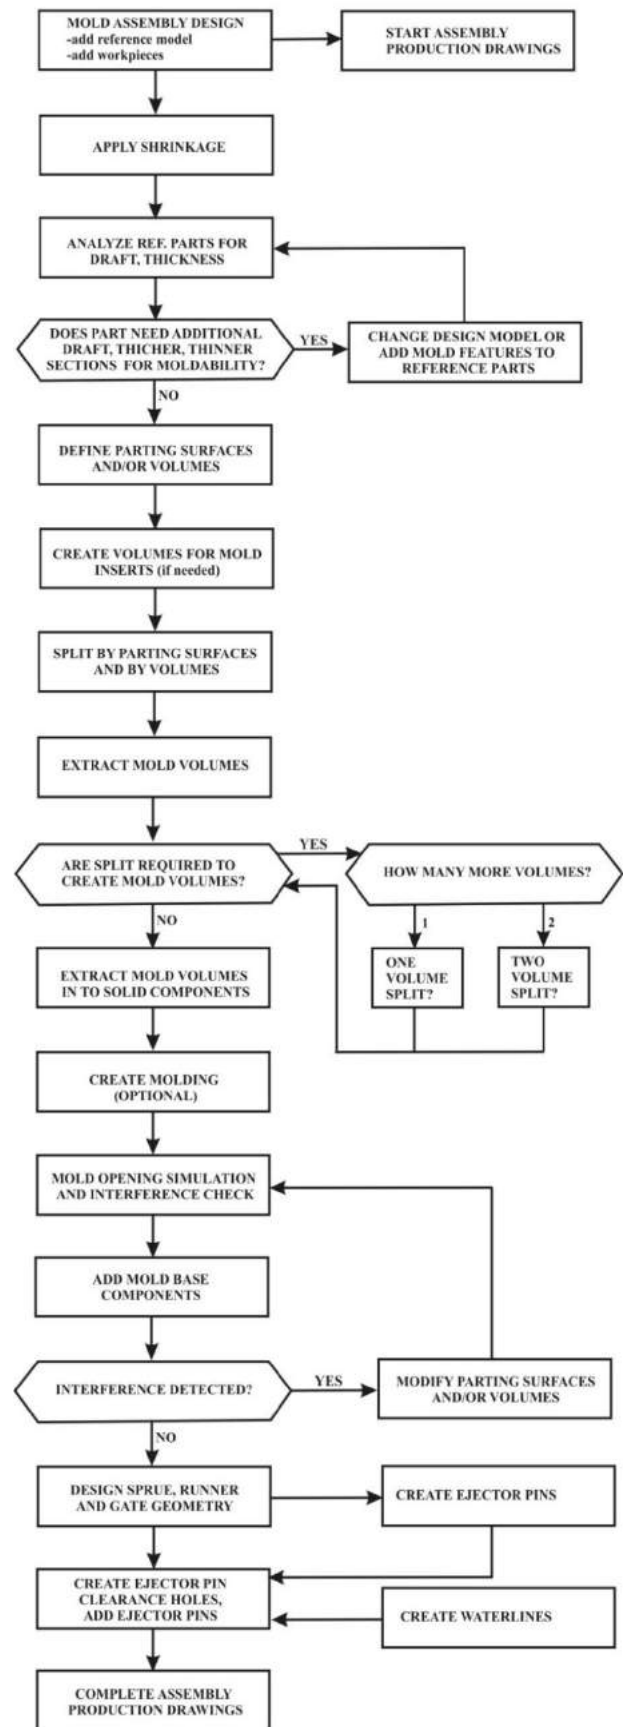 MOLD ASSEMBLY DESIGN
-add reference model
-add workpieces
START ASSEMBLY
PRODUCTION DRAWINGS
APPLY SHRINKAGE
ANALYZE REF. PARTS FOR
DRAFT, THICKNESS
DOES PART NEED ADDITIONAL
DRAFT, THICHER, THINNER
SECTIONS FOR MOLDABILITY?
YES
CHANGE DESIGN MODEL OR
ADD MOLD FEATURES TO
REFERENCE PARTS
NO
DEFINE PARTING SURFACES
AND/OR VOLUMES
CREATE VOLUMES FOR MOLD
INSERTS (if needed)
SPLIT BY PARTING SURFACES
AND BY VOLUMES
EXTRACT MOLD VOLUMES
ARE SPLIT REQUIRED TO
CREATE MOLD VOLUMES?
YES
HOW MANY MORE VOLUMES?
NO
1
2
EXTRACT MOLD VOLUMES
IN TO SOLID COMPONENTS
ONE
VOLUME
SPLIT?
TWO
VOLUME
SPLIT?
CREATE MOLDING
(OPTIONAL)
MOLD OPENING SIMULATION
AND INTERFERENCE CHECK
ADD MOLD BASE
COMPONENTS
INTERFERENCE DETECTED?
YES
MODIFY PARTING SURFACES
AND/OR VOLUMES
NO
DESIGN SPRUE, RUNNER
AND GATE GEOMETRY
CREATE EJECTOR PINS
CREATE EJECTOR PIN
CLEARANCE HOLES,
ADD EJECTOR PINS
CREATE WATERLINES
COMPLETE ASSEMBLY
PRODUCTION DRAWINGS